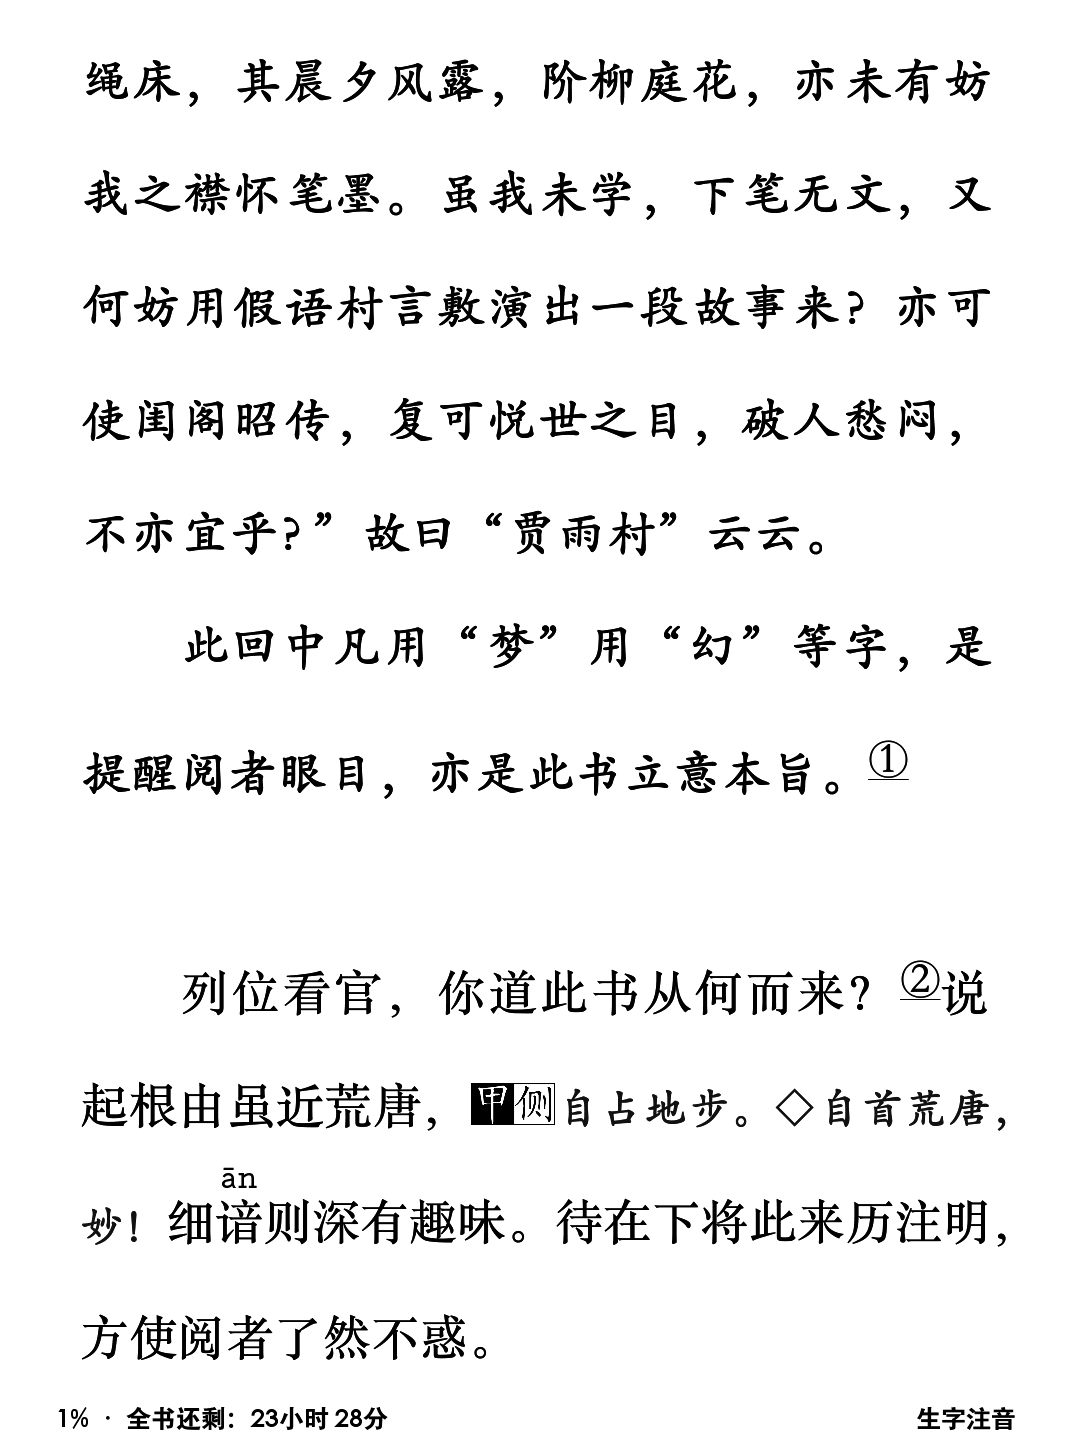 绳床，其晨夕风露，阶柳庭花，亦未有妨
我之襟怀笔墨。虽我未学，下笔无文，又
何妨用假语村言敷演出一段故事来？亦可
使闺阁昭传，复可悦世之目，破人愁闷，
不亦宜乎？”故曰“贾雨村”云云。
此回中凡用“梦”用“幻”等字，是
提醒阅者眼目，亦是此书立意本旨。①
列位看官，你道此书从何而来？②说
起根由虽近荒唐，甲侧自占地步。◇自首荒唐，
ān
妙！细谙则深有趣味。待在下将此来历注明，
方使阅者了然不惑。
1% · 全书还剩：23小时 28分 生字注音